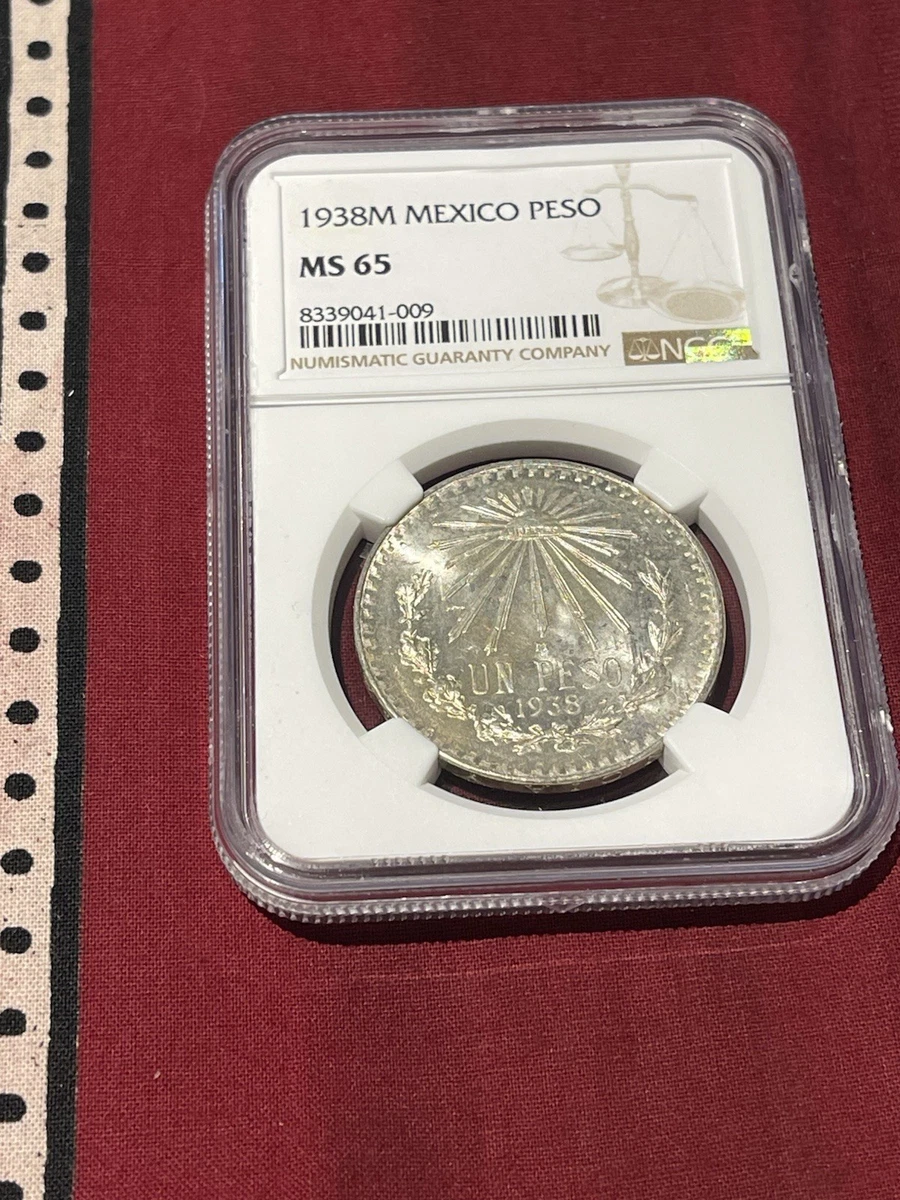 1938M MEXICO PESO
MS 65
8339041-009
NUMISMATIC GUARANTY COMPANY
NGC
UN PESO
1938